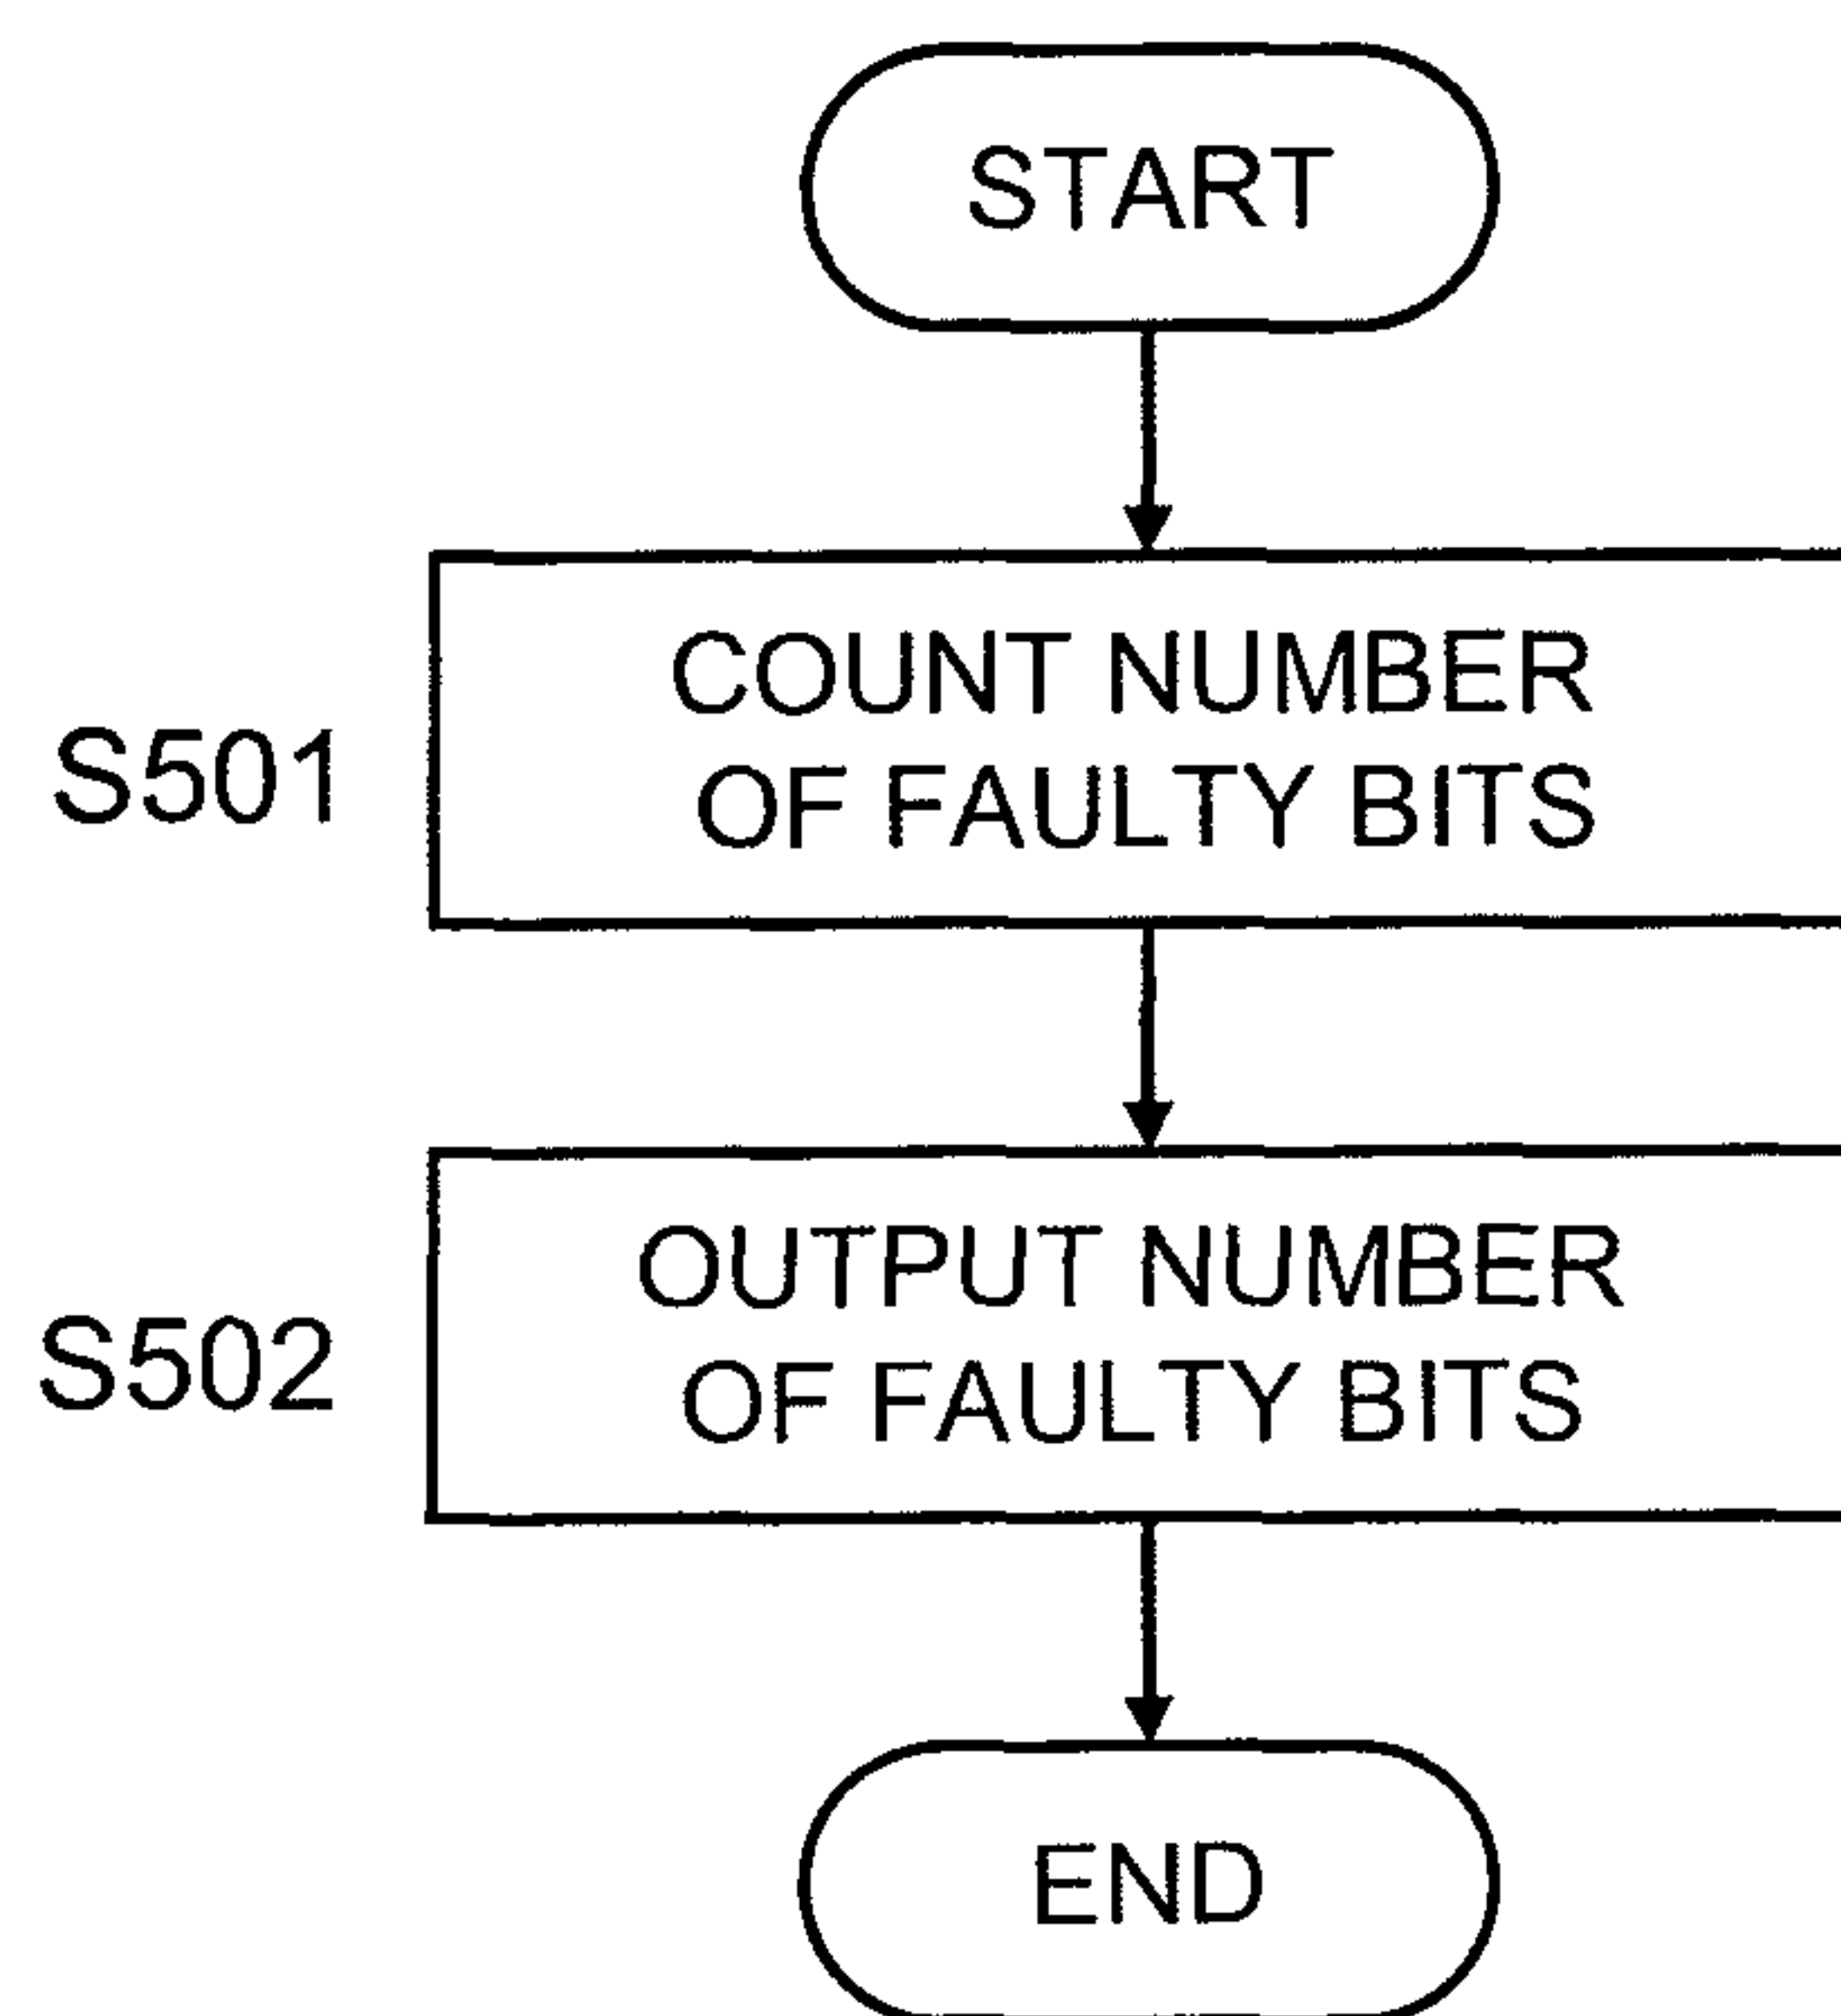 START
S501
COUNT NUMBER
OF FAULTY BITS
S502
OUTPUT NUMBER
OF FAULTY BITS
END